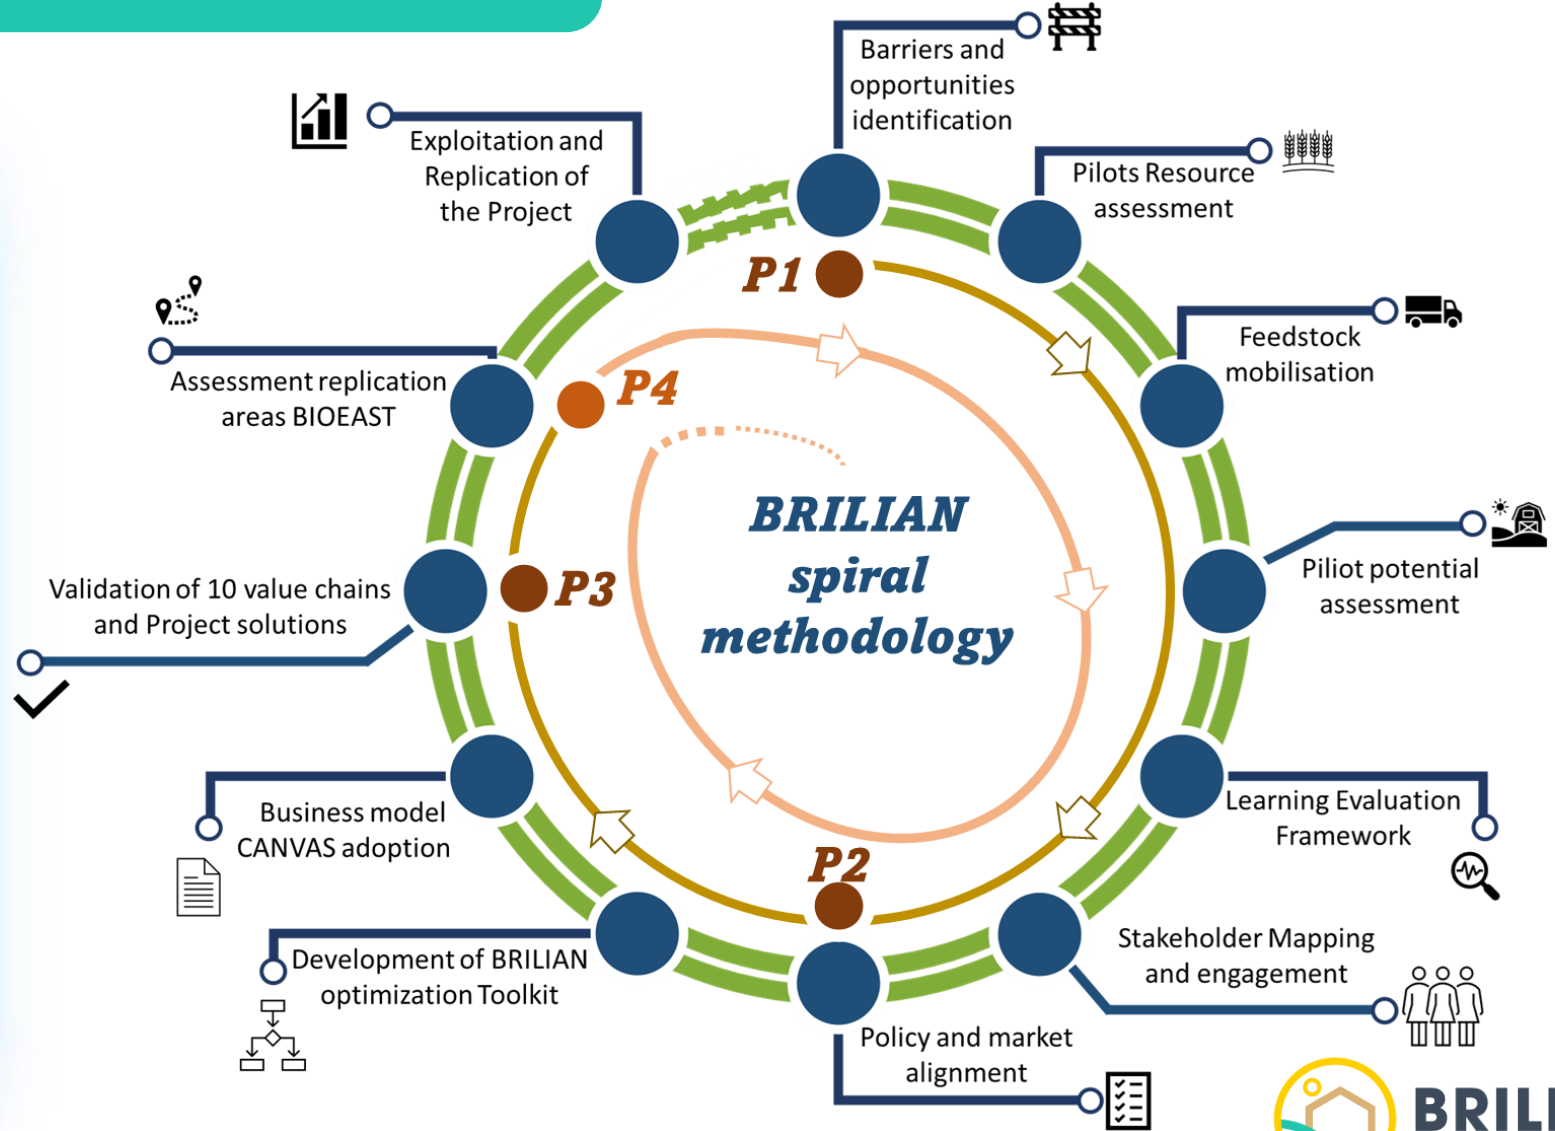 Barriers and
opportunities
identification
Pilots Resource
assessment
Feedstock
mobilisation
Piliot potential
assessment
Learning Evaluation
Framework
Stakeholder Mapping
and engagement
Policy and market
alignment
Development of BRILIAN
optimization Toolkit
Business model
CANVAS adoption
Validation of 10 value chains
and Project solutions
Assessment replication
areas BIOEAST
Exploitation and
Replication of
the Project
P1
P2
P3
P4
BRILIAN
spiral
methodology
BRILI